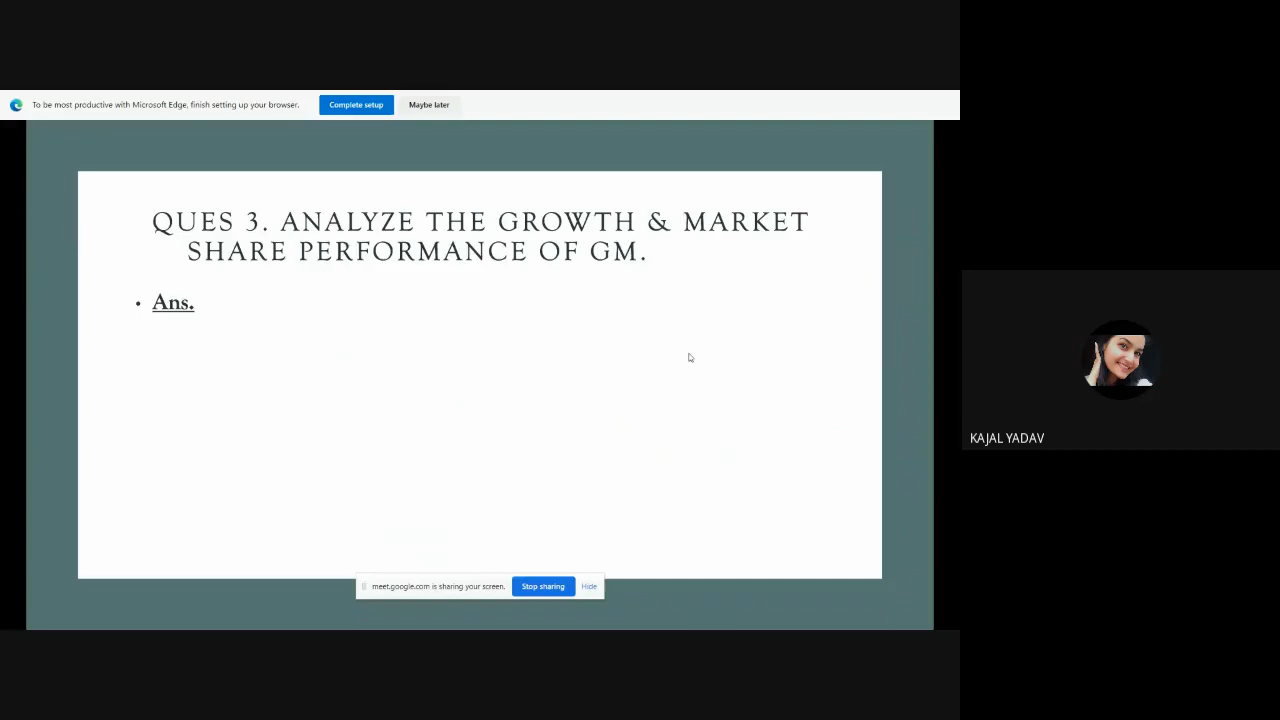 To be most productive with Microsoft Edge, finish setting up your browser.
Complete setup
Maybe later
QUES 3. ANALYZE THE GROWTH & MARKET
SHARE PERFORMANCE OF GM.
• Ans.
KAJAL YADAV
meet.google.com is sharing your screen.
Stop sharing
Hide